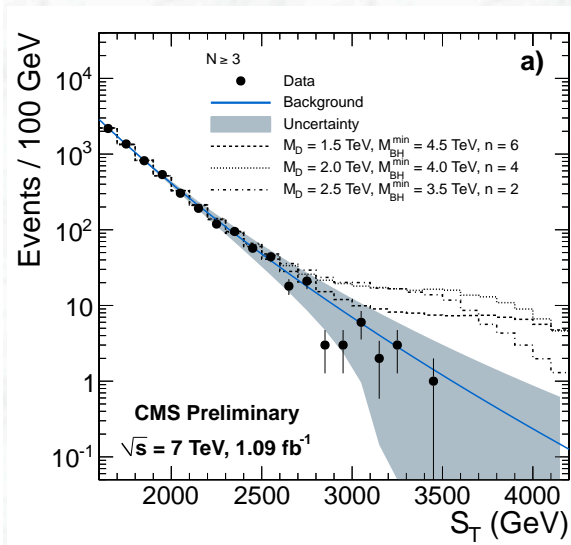 N ≥ 3
a)
Data
Background
Uncertainty
M_D = 1.5 TeV, M_BH^min = 4.5 TeV, n = 6
M_D = 2.0 TeV, M_BH^min = 4.0 TeV, n = 4
M_D = 2.5 TeV, M_BH^min = 3.5 TeV, n = 2
Events / 100 GeV
10^4
10^3
10^2
10
1
10^-1
CMS Preliminary
√s = 7 TeV, 1.09 fb^-1
2000 2500 3000 3500 4000
S_T (GeV)